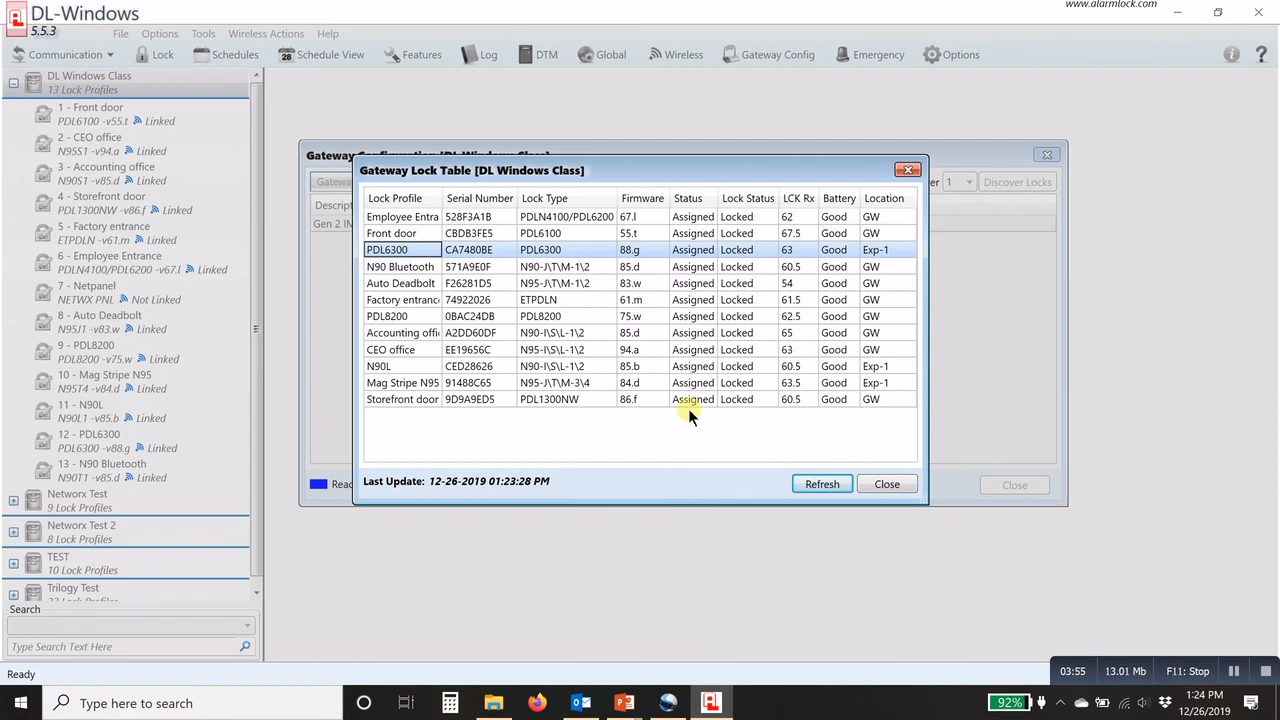 DL-Windows
www.alarmlock.com
5.5.3
File Options Tools Wireless Actions Help
Communication Lock Schedules 28 Schedule View Features Log DTM Global Wireless Gateway Config Emergency Options
DL Windows Class
13 Lock Profiles
1 - Front door
PDL6100 -v55.t Linked
2 - CEO office
N95S1 -v94.a Linked
3 - Accounting office
N90S1 -v85.d Linked
4 - Storefront door
PDL1300NW -v86.f Linked
5 - Factory entrance
ETPDLN -v61.m Linked
6 - Employee Entrance
PDLN4100/PDL6200 -v67.l Linked
7 - Netpanel
NETWX PNL Not Linked
8 - Auto Deadbolt
N95J1 -v83.w Linked
9 - PDL8200
PDL8200 -v75.w Linked
10 - Mag Stripe N95
N95T4 -v84.d Linked
11 - N90L
N90L1 -v85.b Linked
12 - PDL6300
PDL6300 -v88.g Linked
13 - N90 Bluetooth
N90T1 -v85.d Linked
Networx Test
9 Lock Profiles
Networx Test 2
8 Lock Profiles
TEST
10 Lock Profiles
Trilogy Test
Search
Type Search Text Here
Ready
Gateway
1 Discover Locks
Descript
Gen 2 IM
Close
Gateway Lock Table [DL Windows Class]
Lock Profile Serial Number Lock Type Firmware Status Lock Status LCK Rx Battery Location
Employee Entra 528F3A1B PDLN4100/PDL6200 67.l Assigned Locked 62 Good GW
Front door CBDB3FE5 PDL6100 55.t Assigned Locked 67.5 Good GW
PDL6300 CA7480BE PDL6300 88.g Assigned Locked 63 Good Exp-1
N90 Bluetooth 571A9E0F N90-J\T\M-1\2 85.d Assigned Locked 60.5 Good GW
Auto Deadbolt F26281D5 N95-J\T\M-1\2 83.w Assigned Locked 54 Good GW
Factory entranc 74922026 ETPDLN 61.m Assigned Locked 61.5 Good GW
PDL8200 0BAC24DB PDL8200 75.w Assigned Locked 62.5 Good GW
Accounting offi A2DD60DF N90-I\S\L-1\2 85.d Assigned Locked 65 Good GW
CEO office EE19656C N95-I\S\L-1\2 94.a Assigned Locked 63 Good GW
N90L CED28626 N90-I\S\L-1\2 85.b Assigned Locked 60.5 Good Exp-1
Mag Stripe N95 91488C65 N95-J\T\M-3\4 84.d Assigned Locked 63.5 Good Exp-1
Storefront door 9D9A9ED5 PDL1300NW 86.f Assigned Locked 60.5 Good GW
Last Update: 12-26-2019 01:23:28 PM
Refresh Close
03:55 13.01 Mb F11: Stop
Type here to search
92%
1:24 PM
12/26/2019